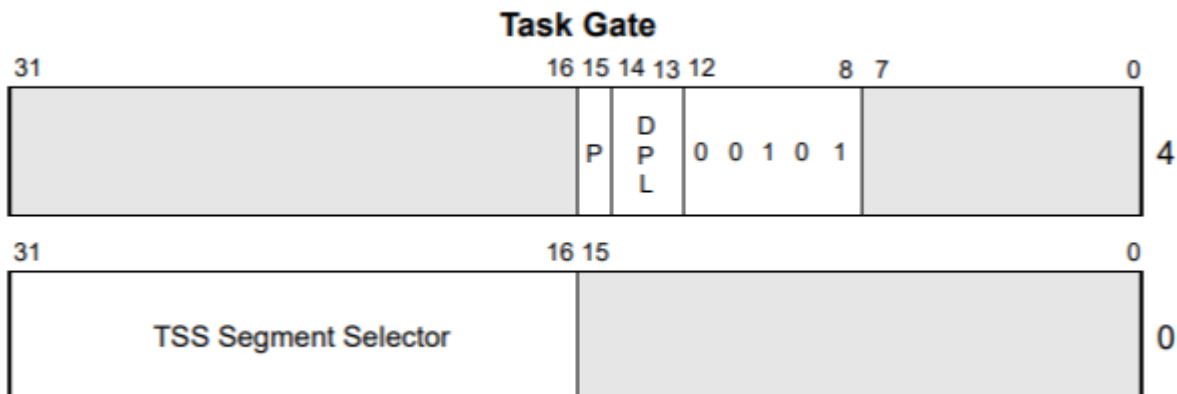 Task Gate
31 16 15 14 13 12 8 7 0
P D P L 0 0 1 0 1 4
31 16 15 0
TSS Segment Selector 0